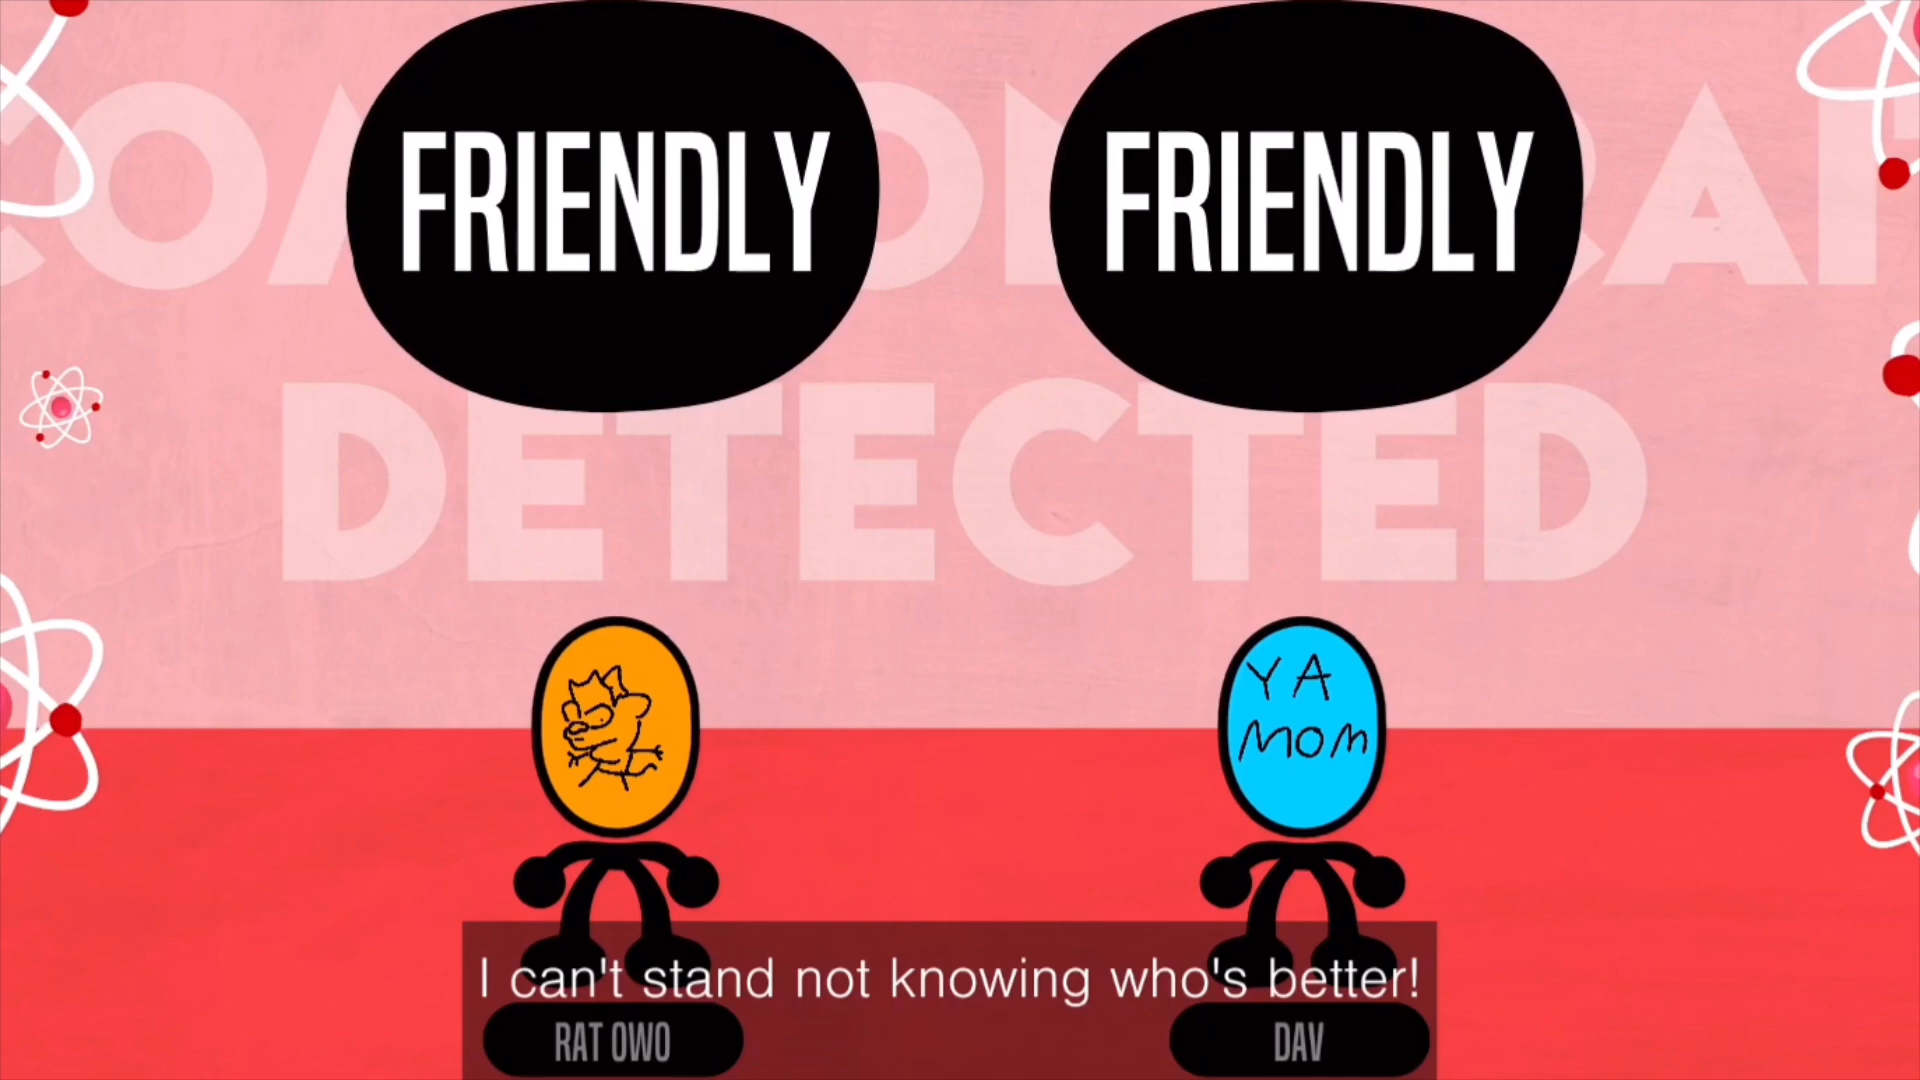 FRIENDLY
FRIENDLY
DETECTED
YA
MOM
I can't stand not knowing who's better!
RAT OWO
DAV